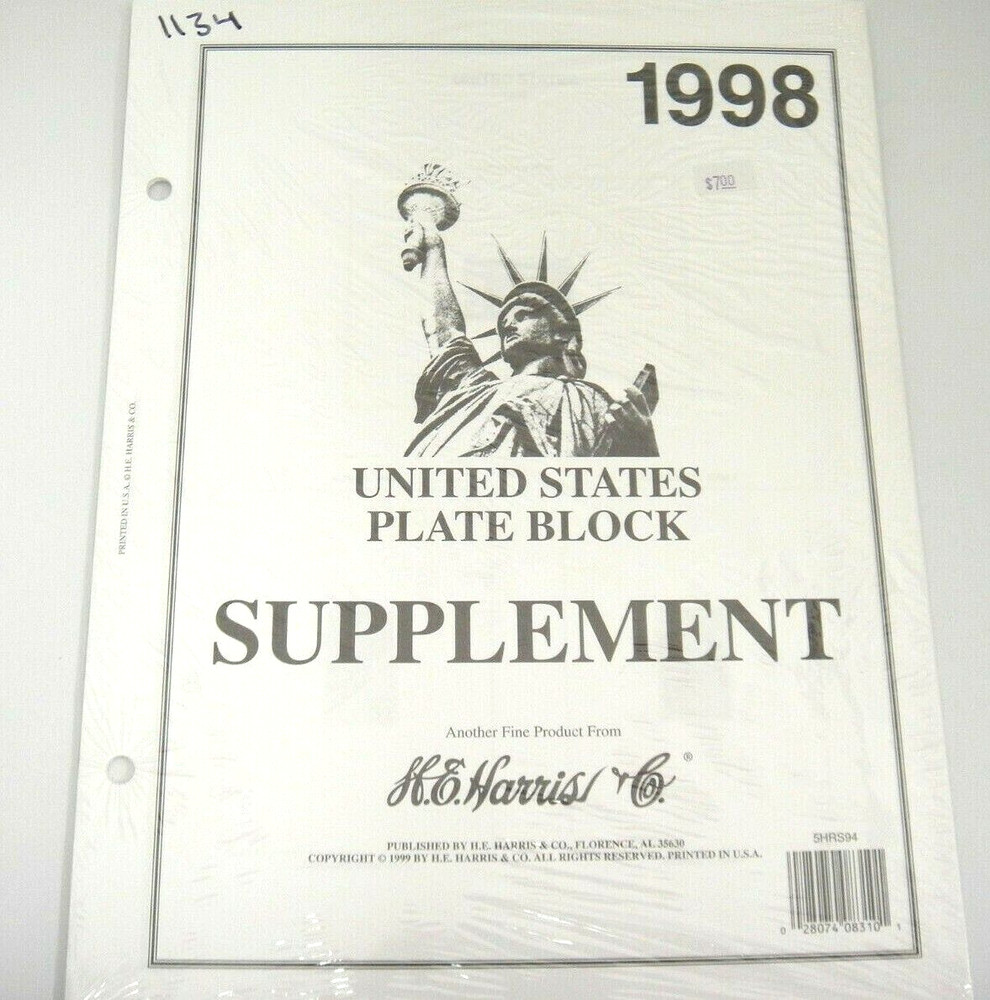 1134
1998
$7.00
UNITED STATES
PLATE BLOCK
SUPPLEMENT
Another Fine Product From
H.E. Harris & Co. ®
PUBLISHED BY H.E. HARRIS & CO., FLORENCE, AL 35630
COPYRIGHT © 1999 BY H.E. HARRIS & CO. ALL RIGHTS RESERVED. PRINTED IN U.S.A.
5HRS94
0 28074 08310 1
PRINTED IN U.S.A. © H.E. HARRIS & CO.